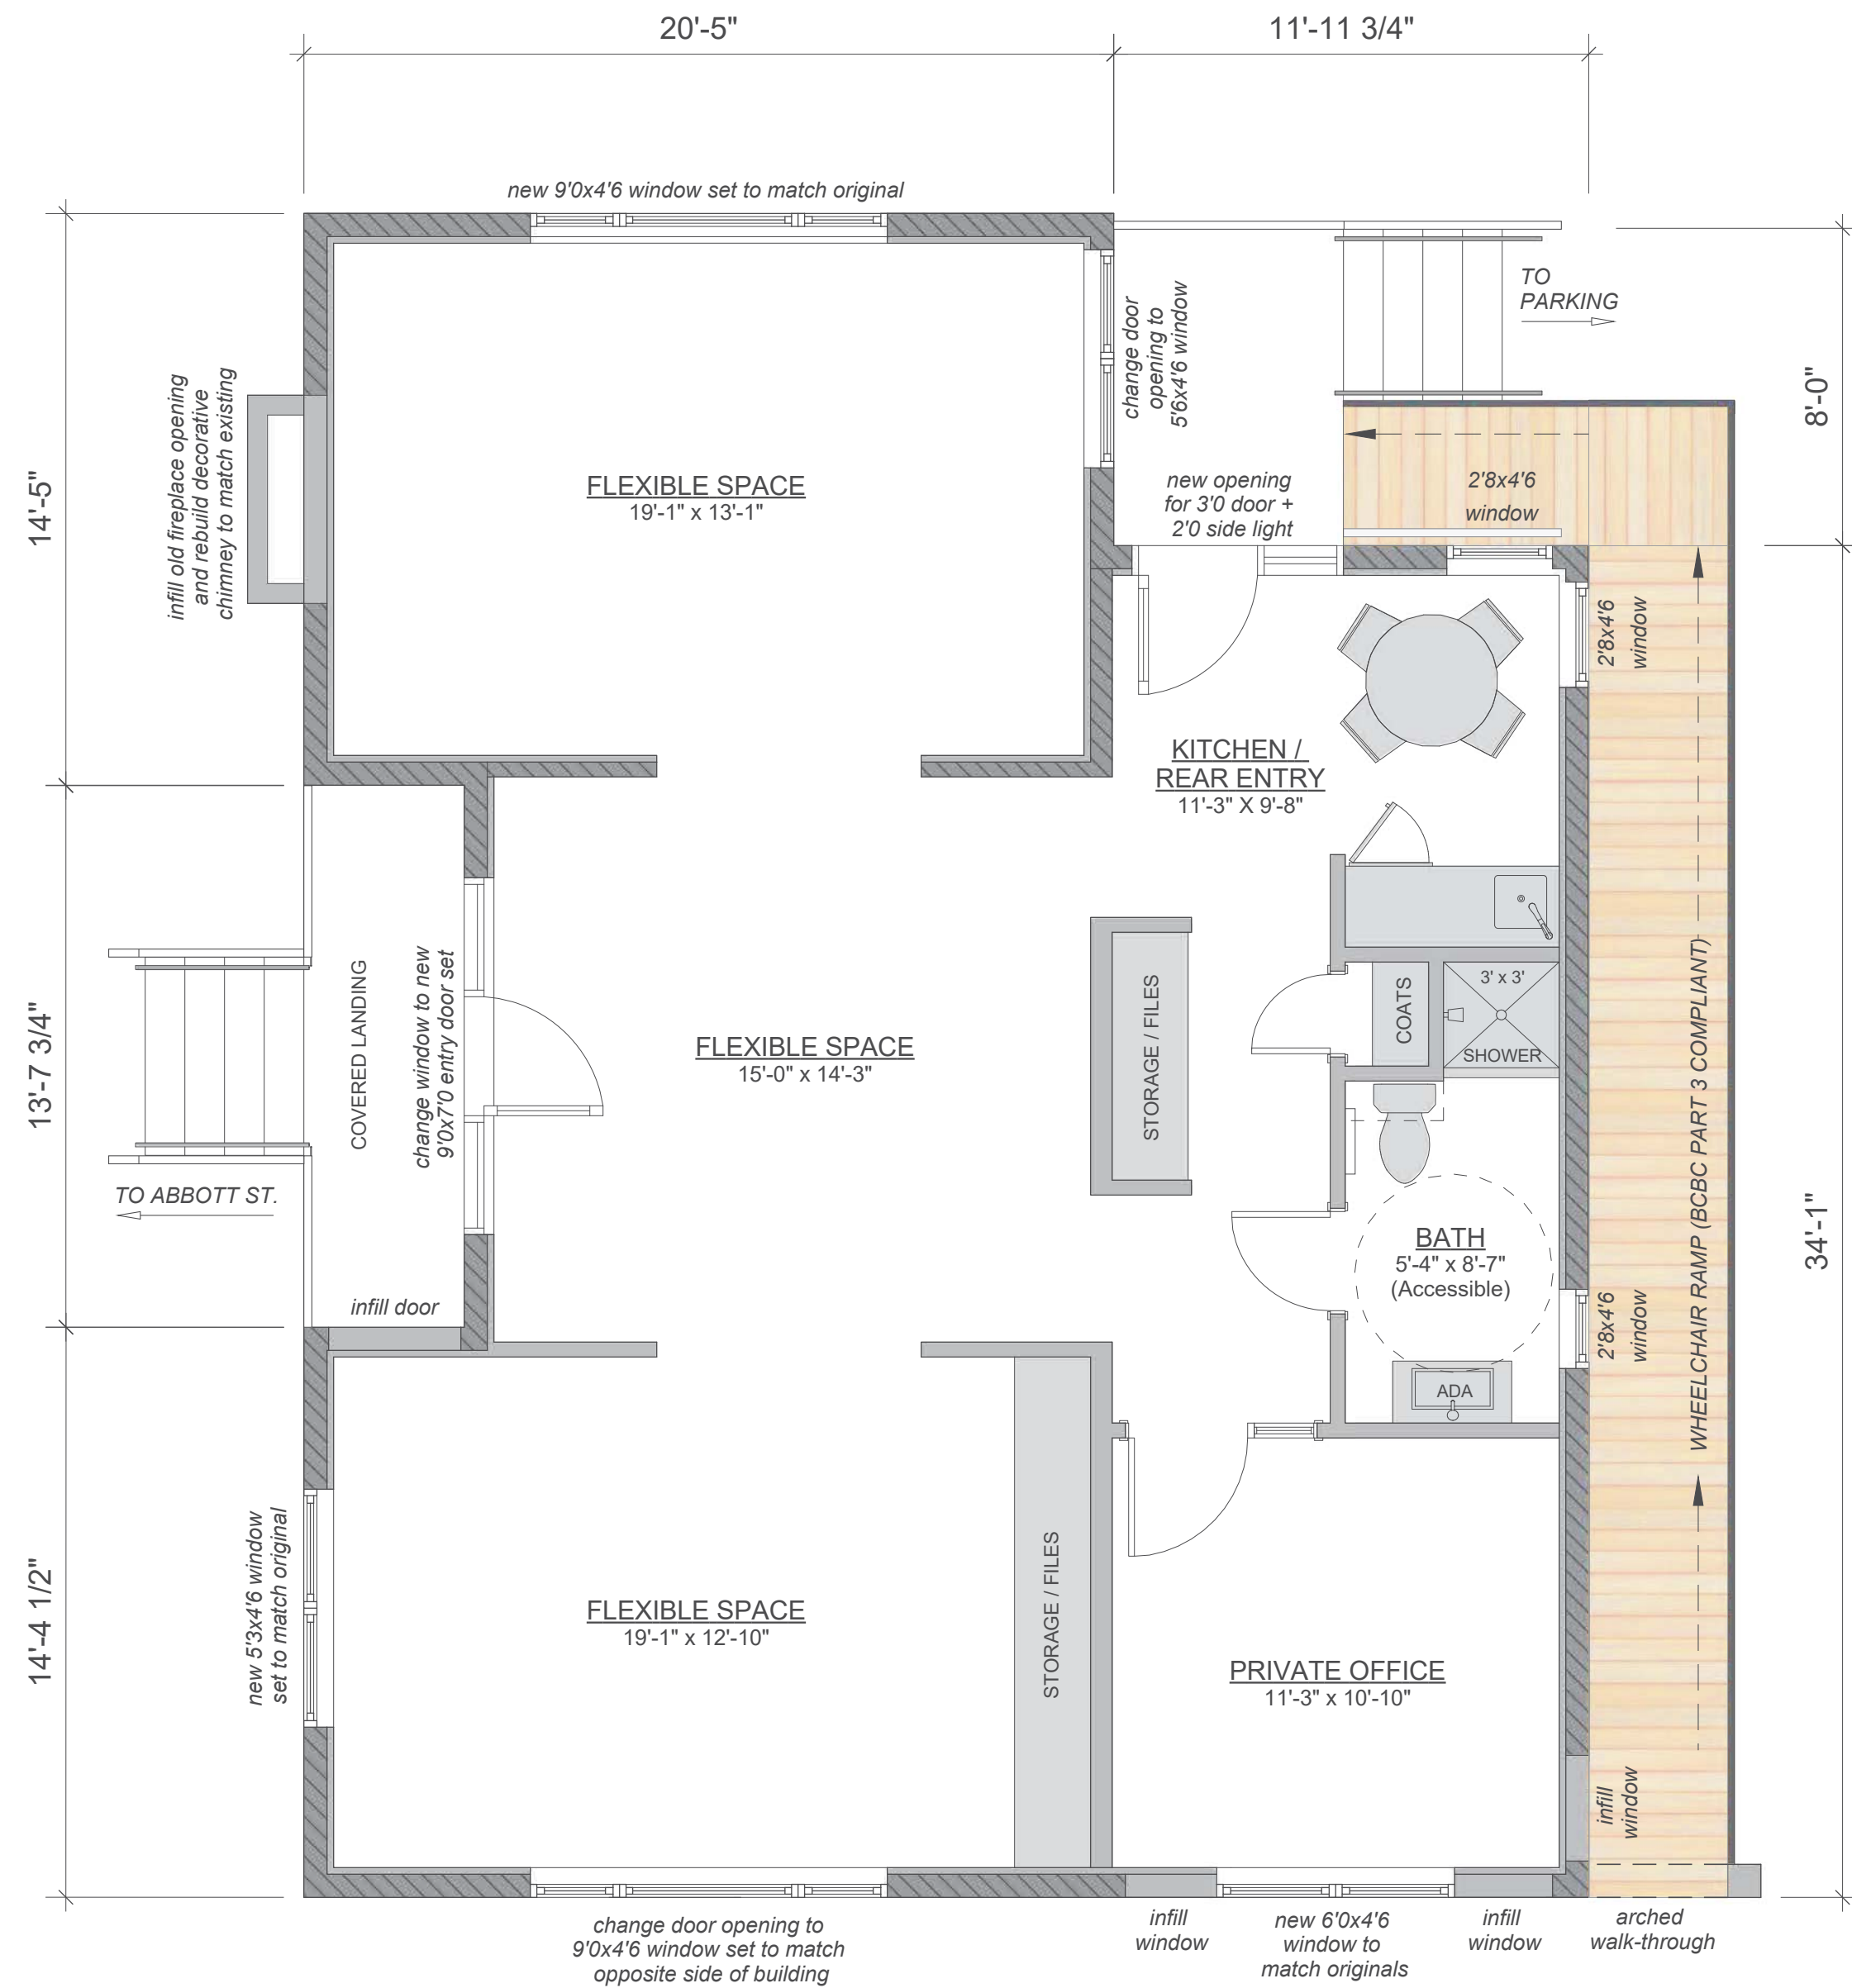 20'-5"
11'-11 3/4"
new 9'0x4'6 window set to match original
TO
PARKING
change door
opening to
5'6x4'6 window
8'-0"
14'-5"
infill old fireplace opening
and rebuild decorative
chimney to match existing
FLEXIBLE SPACE
19'-1" x 13'-1"
new opening
for 3'0 door +
2'0 side light
2'8x4'6
window
2'8x4'6
window
KITCHEN /
REAR ENTRY
11'-3" X 9'-8"
13'-7 3/4"
COVERED LANDING
change window to new
9'0x7'0 entry door set
FLEXIBLE SPACE
15'-0" x 14'-3"
STORAGE / FILES
COATS
3' x 3'
SHOWER
WHEELCHAIR RAMP (BCBC PART 3 COMPLIANT)
34'-1"
TO ABBOTT ST.
BATH
5'-4" x 8'-7"
(Accessible)
infill door
2'8x4'6
window
ADA
14'-4 1/2"
new 5'3x4'6 window
set to match original
FLEXIBLE SPACE
19'-1" x 12'-10"
STORAGE / FILES
PRIVATE OFFICE
11'-3" x 10'-10"
infill
window
change door opening to
9'0x4'6 window set to match
opposite side of building
infill
window
new 6'0x4'6
window to
match originals
infill
window
arched
walk-through